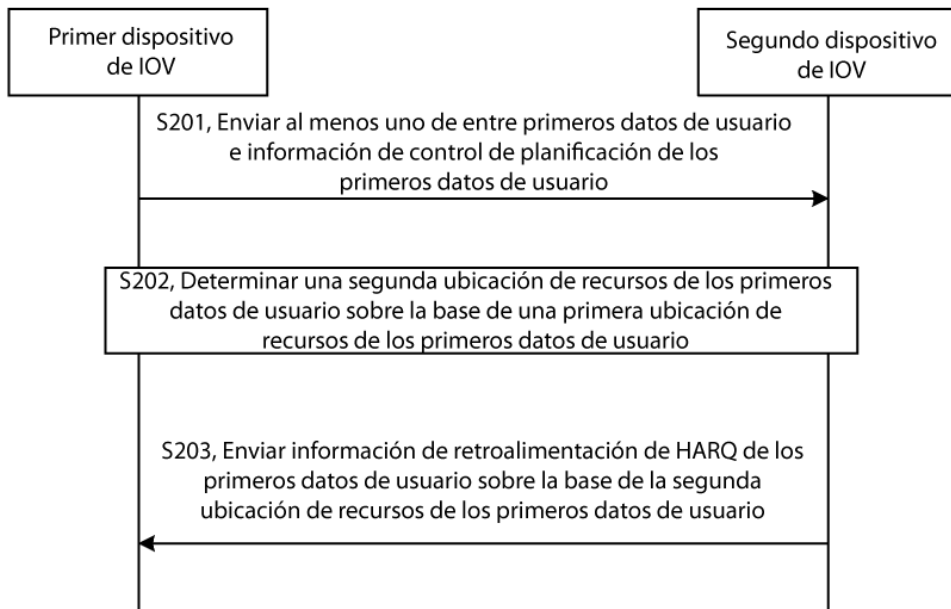 Primer dispositivo
de IOV
Segundo dispositivo
de IOV
S201, Enviar al menos uno de entre primeros datos de usuario
e información de control de planificación de los
primeros datos de usuario
S202, Determinar una segunda ubicación de recursos de los primeros
datos de usuario sobre la base de una primera ubicación de
recursos de los primeros datos de usuario
S203, Enviar información de retroalimentación de HARQ de los
primeros datos de usuario sobre la base de la segunda
ubicación de recursos de los primeros datos de usuario